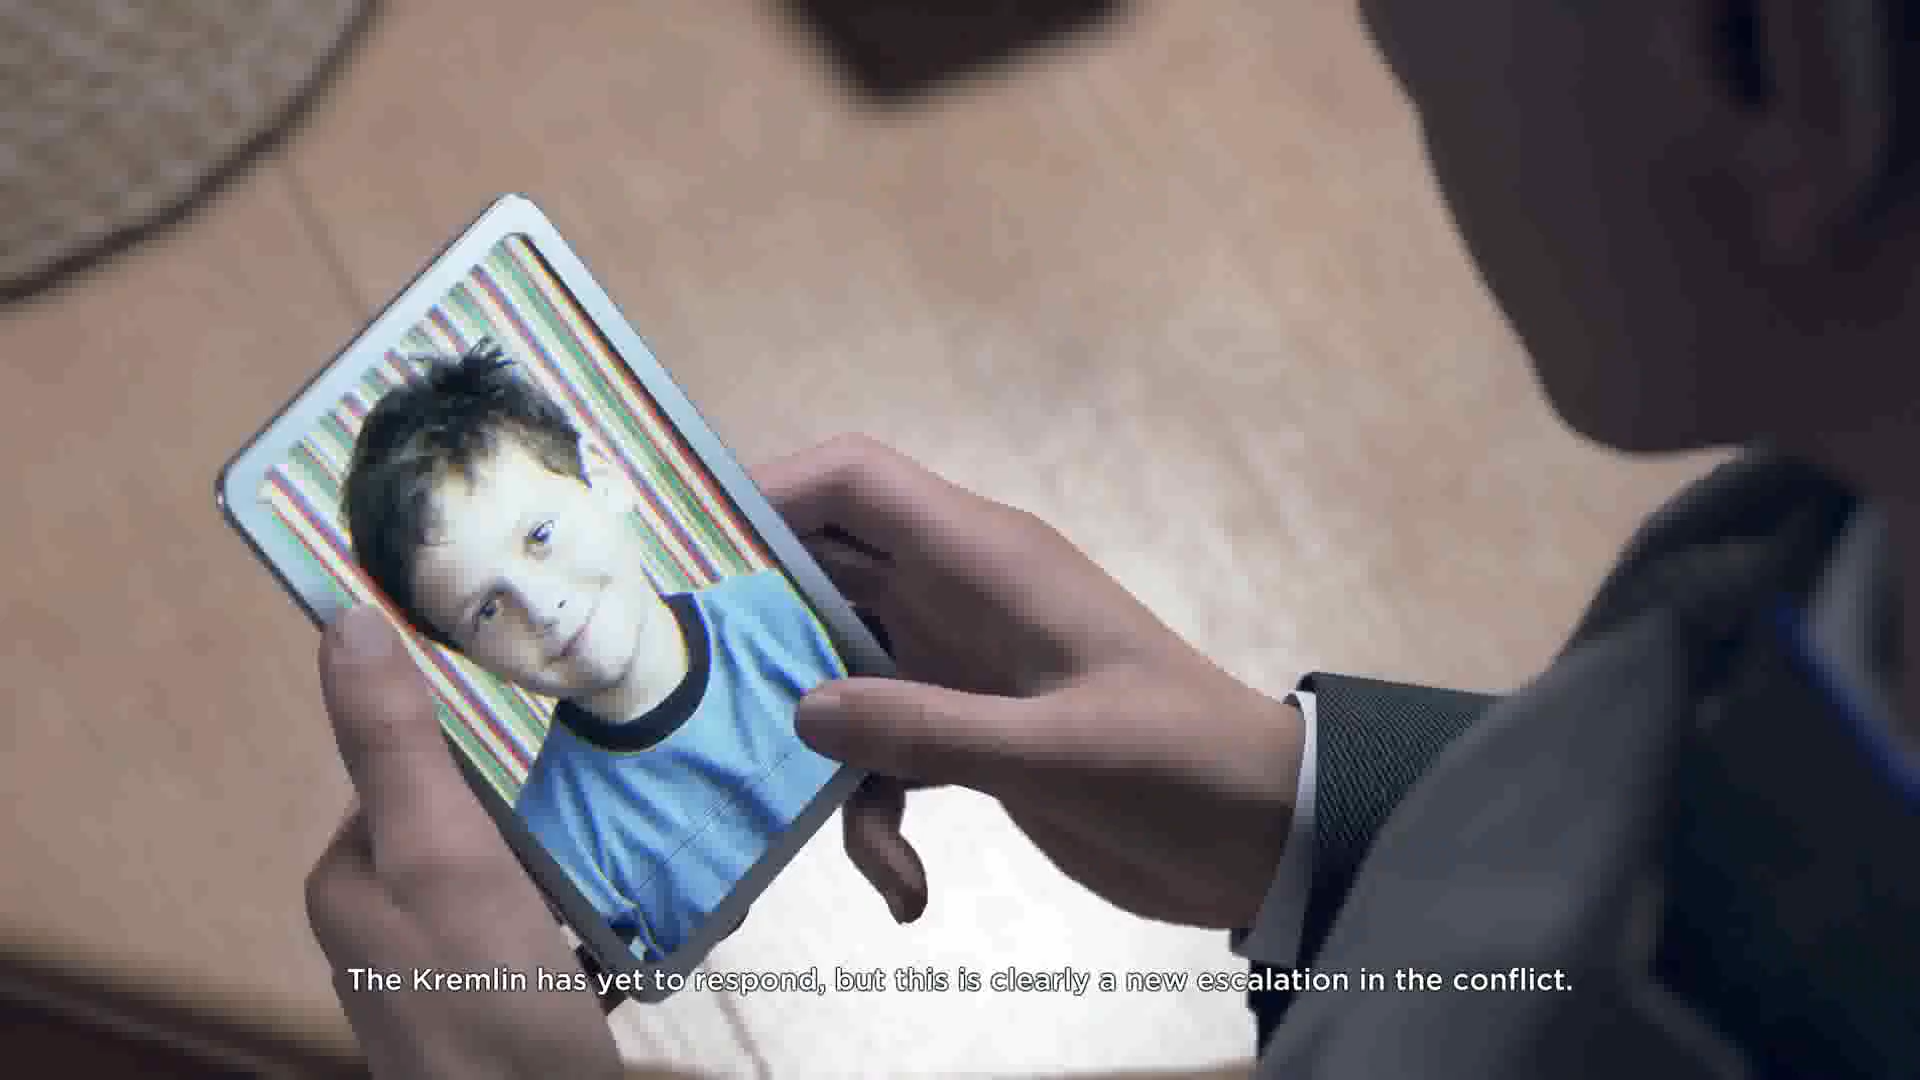 The Kremlin has yet to respond, but this is clearly a new escalation in the conflict.